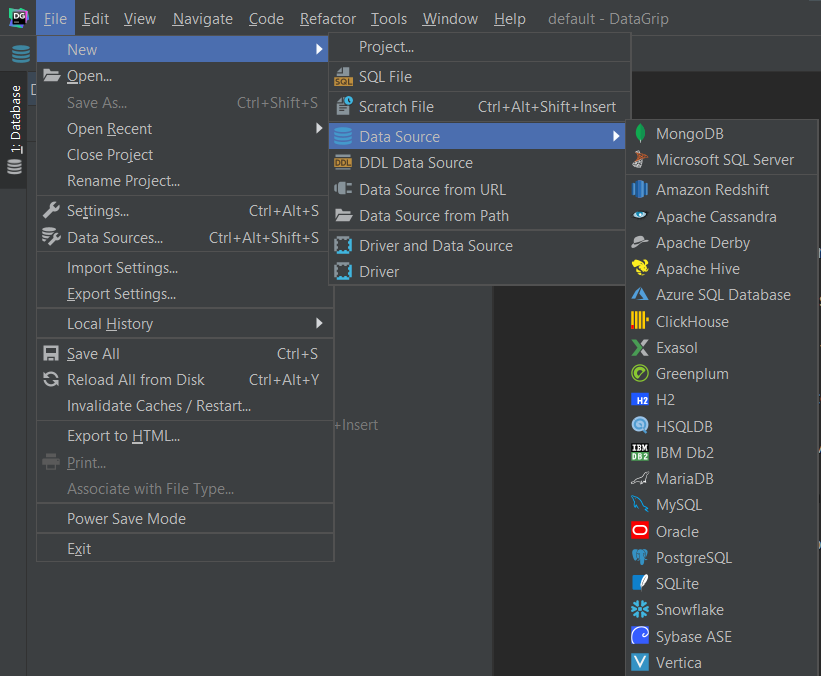 DG
File Edit View Navigate Code Refactor Tools Window Help default - DataGrip
1: Database
New
Open...
Save As... Ctrl+Shift+S
Open Recent
Close Project
Rename Project...
Settings... Ctrl+Alt+S
Data Sources... Ctrl+Alt+Shift+S
Import Settings...
Export Settings...
Local History
Save All Ctrl+S
Reload All from Disk Ctrl+Alt+Y
Invalidate Caches / Restart...
Export to HTML...
Print...
Associate with File Type...
Power Save Mode
Exit
+Insert
Project...
SQL SQL File
Scratch File Ctrl+Alt+Shift+Insert
Data Source
DDL DDL Data Source
Data Source from URL
Data Source from Path
Driver and Data Source
Driver
MongoDB
Microsoft SQL Server
Amazon Redshift
Apache Cassandra
Apache Derby
Apache Hive
Azure SQL Database
ClickHouse
Exasol
Greenplum
H2 H2
HSQLDB
IBM DB2 IBM Db2
MariaDB
MySQL
Oracle
PostgreSQL
SQLite
Snowflake
Sybase ASE
Vertica